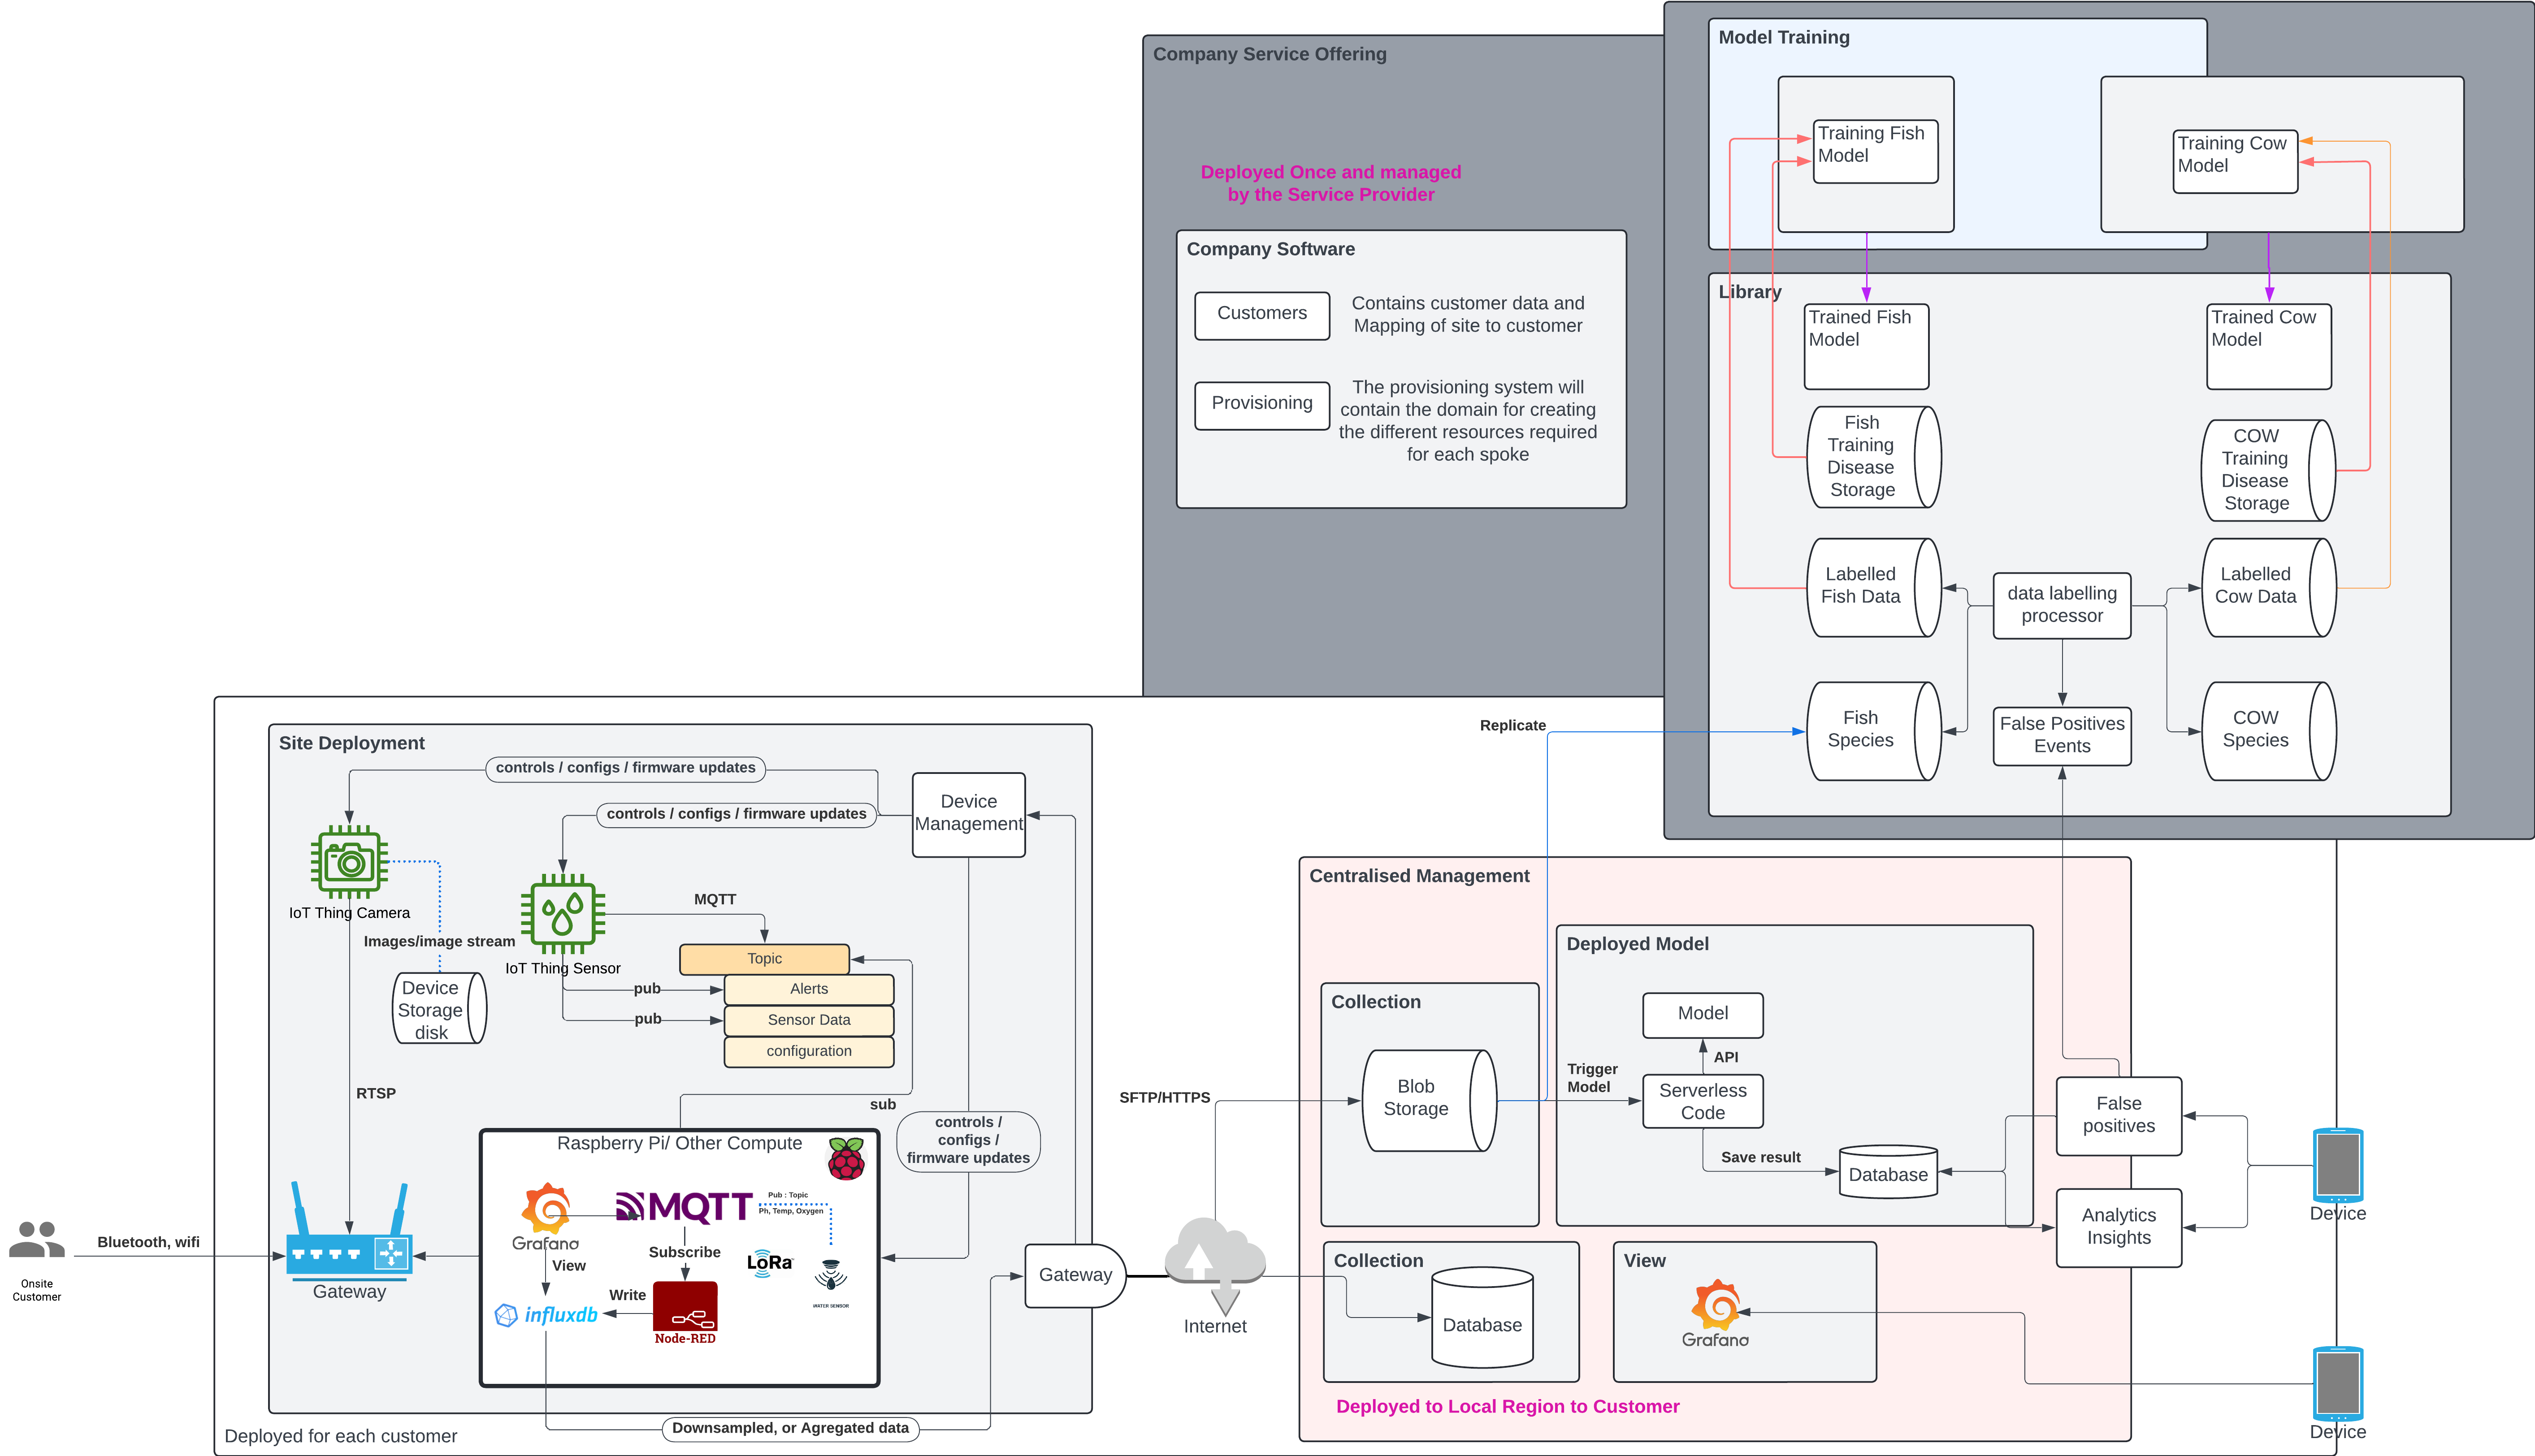 Company Service Offering
Deployed Once and managed
by the Service Provider
Company Software
Customers
Contains customer data and
Mapping of site to customer
Provisioning
The provisioning system will
contain the domain for creating
the different resources required
for each spoke
Model Training
Training Fish
Model
Training Cow
Model
Library
Trained Fish
Model
Trained Cow
Model
Fish
Training
Disease
Storage
COW
Training
Disease
Storage
Labelled
Fish Data
data labelling
processor
Labelled
Cow Data
Fish
Species
False Positives
Events
COW
Species
Replicate
Site Deployment
controls / configs / firmware updates
controls / configs / firmware updates
Device
Management
IoT Thing Camera
Images/image stream
Device
Storage
disk
IoT Thing Sensor
MQTT
Topic
pub
Alerts
pub
Sensor Data
configuration
RTSP
sub
controls /
configs /
firmware updates
Raspberry Pi/ Other Compute
Grafana
MQTT
Pub : Topic
Ph, Temp, Oxygen
View
Subscribe
LoRa
WATER SENSOR
Write
influxdb
Node-RED
Onsite
Customer
Bluetooth, wifi
Gateway
Downsampled, or Agregated data
Deployed for each customer
Gateway
Internet
SFTP/HTTPS
Centralised Management
Collection
Blob
Storage
Deployed Model
Model
API
Trigger
Model
Serverless
Code
Save result
Database
Collection
Database
View
Grafana
Deployed to Local Region to Customer
False
positives
Analytics
Insights
Device
Device